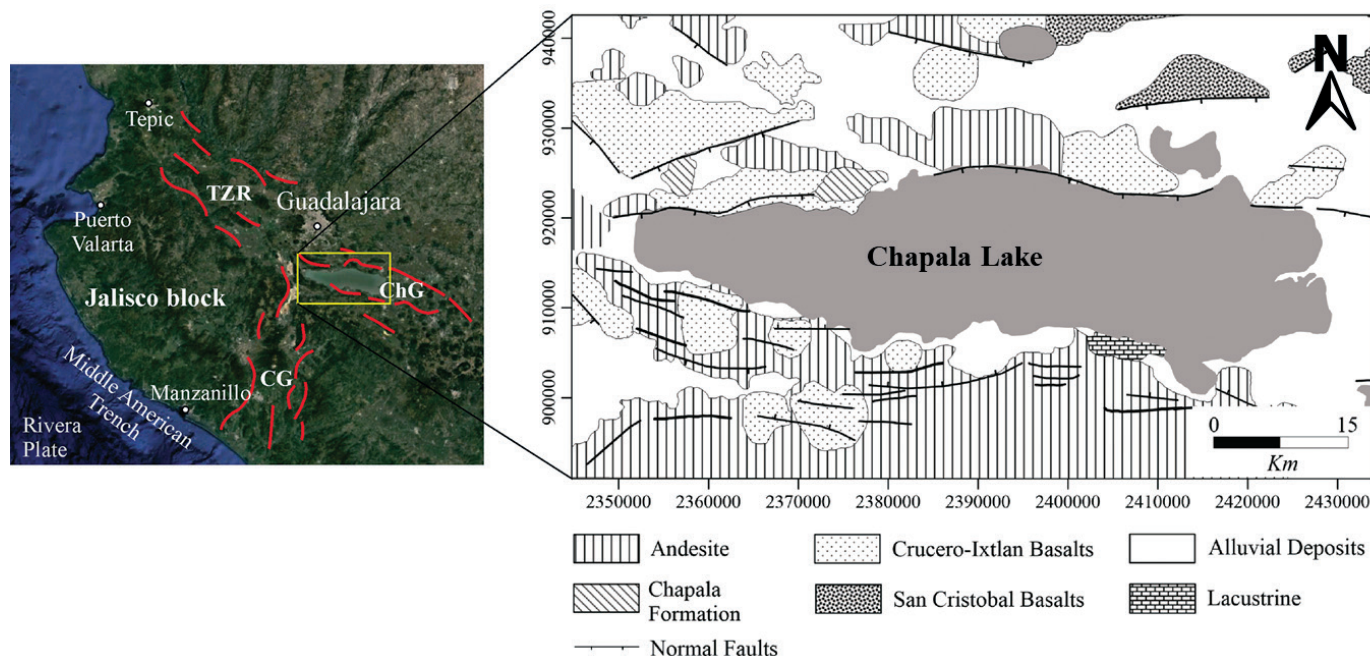 Tepic
TZR
Guadalajara
Puerto
Valarta
ChG
Jalisco block
CG
Manzanillo
Middle American
Trench
Rivera
Plate
940000
930000
920000
910000
900000
N
Chapala Lake
0 15
Km
2350000 2360000 2370000 2380000 2390000 2400000 2410000 2420000 2430000
Andesite
Crucero-Ixtlan Basalts
Alluvial Deposits
Chapala
Formation
San Cristobal Basalts
Lacustrine
Normal Faults